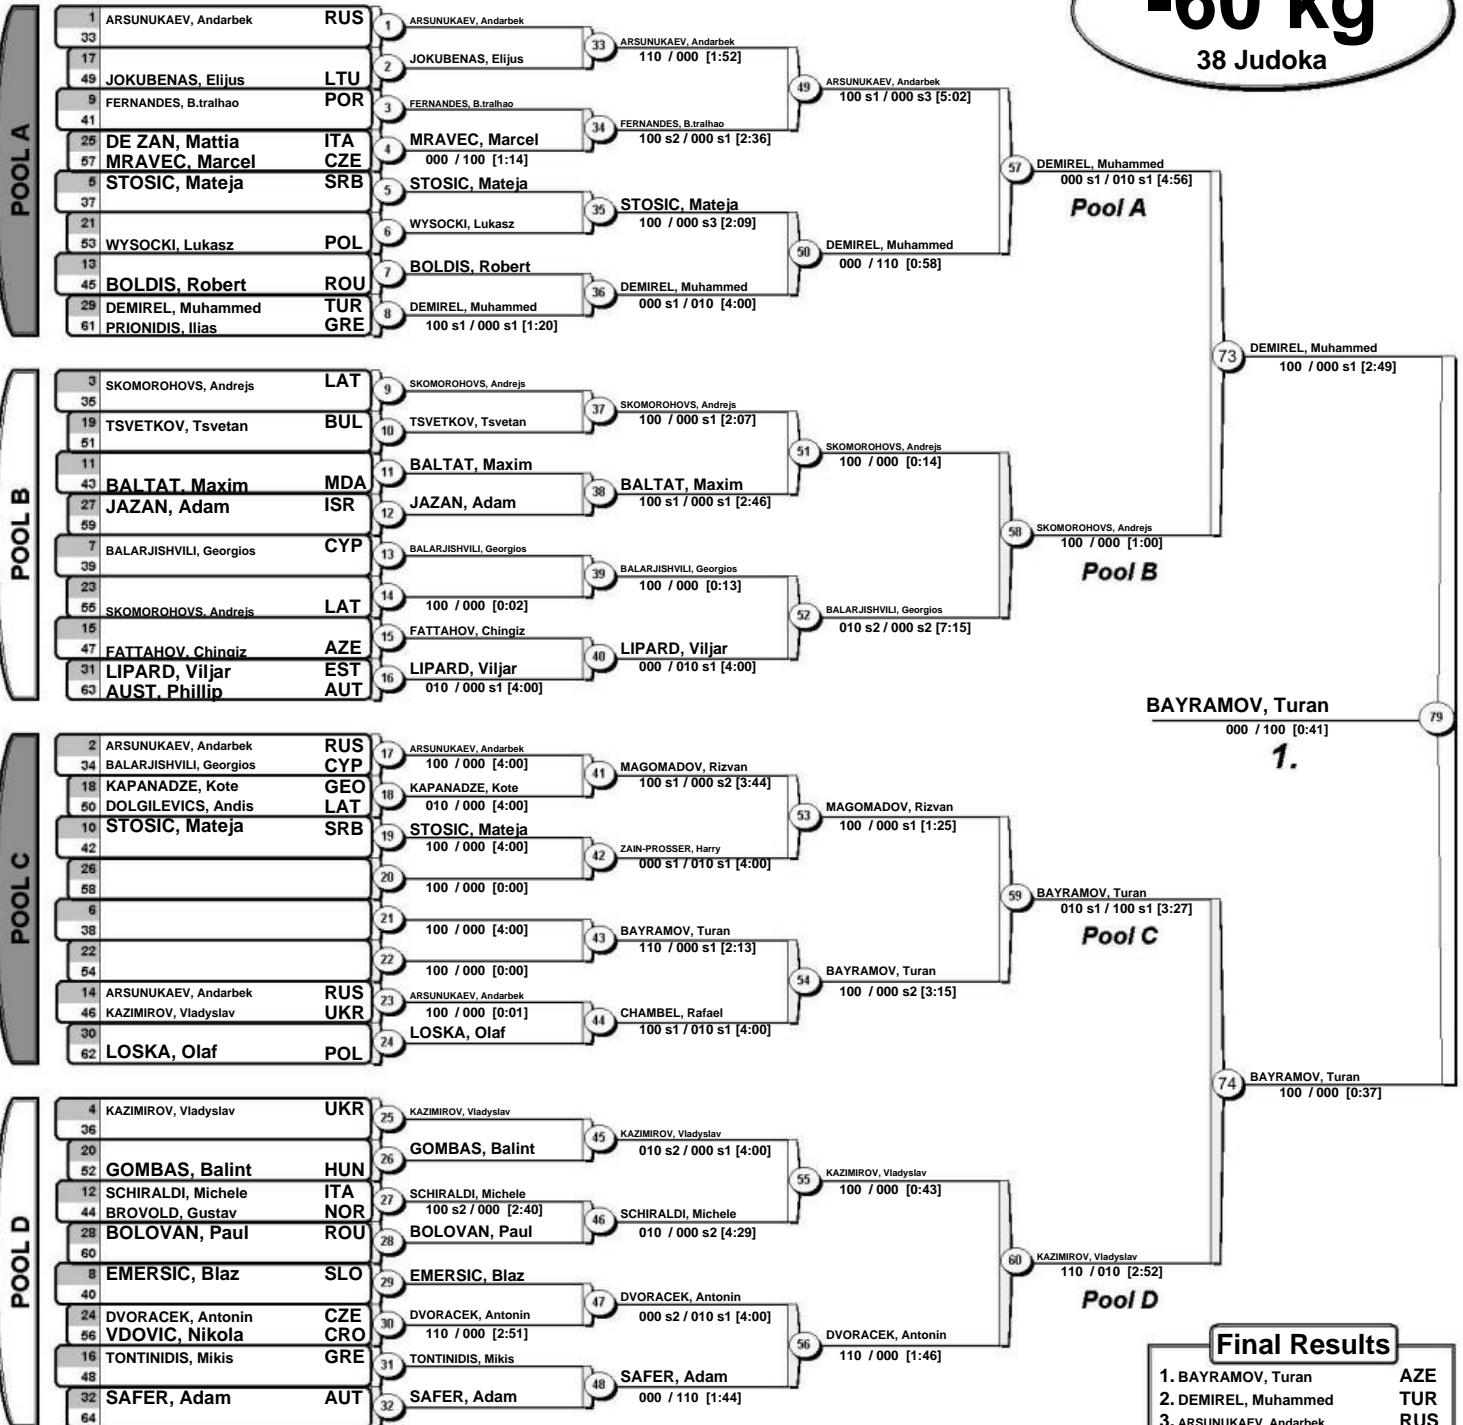 -60 kg
38 Judoka
POOL A
1 ARSUNUKAEV, Andarbek RUS
33
17
49 JOKUBENAS, Elijus LTU
9 FERNANDES, B.tralhao POR
41
25 DE ZAN, Mattia ITA
57 MRAVEC, Marcel CZE
5 STOSIC, Mateja SRB
37
21
53 WYSOCKI, Lukasz POL
13
45 BOLDIS, Robert ROU
29 DEMIREL, Muhammed TUR
61 PRIONIDIS, Ilias GRE
1 ARSUNUKAEV, Andarbek
2 JOKUBENAS, Elijus
3 FERNANDES, B.tralhao
4 MRAVEC, Marcel
000 / 100 [1:14]
5 STOSIC, Mateja
6 WYSOCKI, Lukasz
7 BOLDIS, Robert
8 DEMIREL, Muhammed
100 s1 / 000 s1 [1:20]
33 ARSUNUKAEV, Andarbek
110 / 000 [1:52]
34 FERNANDES, B.tralhao
100 s2 / 000 s1 [2:36]
35 STOSIC, Mateja
100 / 000 s3 [2:09]
36 DEMIREL, Muhammed
000 s1 / 010 [4:00]
49 ARSUNUKAEV, Andarbek
100 s1 / 000 s3 [5:02]
50 DEMIREL, Muhammed
000 / 110 [0:58]
57 DEMIREL, Muhammed
000 s1 / 010 s1 [4:56]
Pool A
POOL B
3 SKOMOROHOVS, Andrejs LAT
35
19 TSVETKOV, Tsvetan BUL
51
11
43 BALTAT, Maxim MDA
27 JAZAN, Adam ISR
59
7 BALARJISHVILI, Georgios CYP
39
23
55 SKOMOROHOVS, Andrejs LAT
15
47 FATTAHOV, Chingiz AZE
31 LIPARD, Viljar EST
63 AUST, Phillip AUT
9 SKOMOROHOVS, Andrejs
10 TSVETKOV, Tsvetan
11 BALTAT, Maxim
12 JAZAN, Adam
13 BALARJISHVILI, Georgios
14
100 / 000 [0:02]
15 FATTAHOV, Chingiz
16 LIPARD, Viljar
010 / 000 s1 [4:00]
37 SKOMOROHOVS, Andrejs
100 / 000 s1 [2:07]
38 BALTAT, Maxim
100 s1 / 000 s1 [2:46]
39 BALARJISHVILI, Georgios
100 / 000 [0:13]
40 LIPARD, Viljar
000 / 010 s1 [4:00]
51 SKOMOROHOVS, Andrejs
100 / 000 [0:14]
52 BALARJISHVILI, Georgios
010 s2 / 000 s2 [7:15]
58 SKOMOROHOVS, Andrejs
100 / 000 [1:00]
Pool B
73 DEMIREL, Muhammed
100 / 000 s1 [2:49]
BAYRAMOV, Turan 79
000 / 100 [0:41]
1.
POOL C
2 ARSUNUKAEV, Andarbek RUS
34 BALARJISHVILI, Georgios CYP
18 KAPANADZE, Kote GEO
50 DOLGILEVICS, Andis LAT
10 STOSIC, Mateja SRB
42
26
58
6
38
22
54
14 ARSUNUKAEV, Andarbek RUS
46 KAZIMIROV, Vladyslav UKR
30
62 LOSKA, Olaf POL
17 ARSUNUKAEV, Andarbek
100 / 000 [4:00]
18 KAPANADZE, Kote
010 / 000 [4:00]
19 STOSIC, Mateja
100 / 000 [4:00]
20
100 / 000 [0:00]
21
100 / 000 [4:00]
22
100 / 000 [0:00]
23 ARSUNUKAEV, Andarbek
100 / 000 [0:01]
24 LOSKA, Olaf
41 MAGOMADOV, Rizvan
100 s1 / 000 s2 [3:44]
42 ZAIN-PROSSER, Harry
000 s1 / 010 s1 [4:00]
43 BAYRAMOV, Turan
110 / 000 s1 [2:13]
44 CHAMBEL, Rafael
100 s1 / 010 s1 [4:00]
53 MAGOMADOV, Rizvan
100 / 000 s1 [1:25]
54 BAYRAMOV, Turan
100 / 000 s2 [3:15]
59 BAYRAMOV, Turan
010 s1 / 100 s1 [3:27]
Pool C
74 BAYRAMOV, Turan
100 / 000 [0:37]
POOL D
4 KAZIMIROV, Vladyslav UKR
36
20
52 GOMBAS, Balint HUN
12 SCHIRALDI, Michele ITA
44 BROVOLD, Gustav NOR
28 BOLOVAN, Paul ROU
60
8 EMERSIC, Blaz SLO
40
24 DVORACEK, Antonin CZE
56 VDOVIC, Nikola CRO
16 TONTINIDIS, Mikis GRE
48
32 SAFER, Adam AUT
64
25 KAZIMIROV, Vladyslav
26 GOMBAS, Balint
27 SCHIRALDI, Michele
100 s2 / 000 [2:40]
28 BOLOVAN, Paul
29 EMERSIC, Blaz
30 DVORACEK, Antonin
110 / 000 [2:51]
31 TONTINIDIS, Mikis
32 SAFER, Adam
45 KAZIMIROV, Vladyslav
010 s2 / 000 s1 [4:00]
46 SCHIRALDI, Michele
010 / 000 s2 [4:29]
47 DVORACEK, Antonin
000 s2 / 010 s1 [4:00]
48 SAFER, Adam
000 / 110 [1:44]
55 KAZIMIROV, Vladyslav
100 / 000 [0:43]
56 DVORACEK, Antonin
110 / 000 [1:46]
60 KAZIMIROV, Vladyslav
110 / 010 [2:52]
Pool D
Final Results
1. BAYRAMOV, Turan AZE
2. DEMIREL, Muhammed TUR
3. ARSUNUKAEV, Andarbek RUS